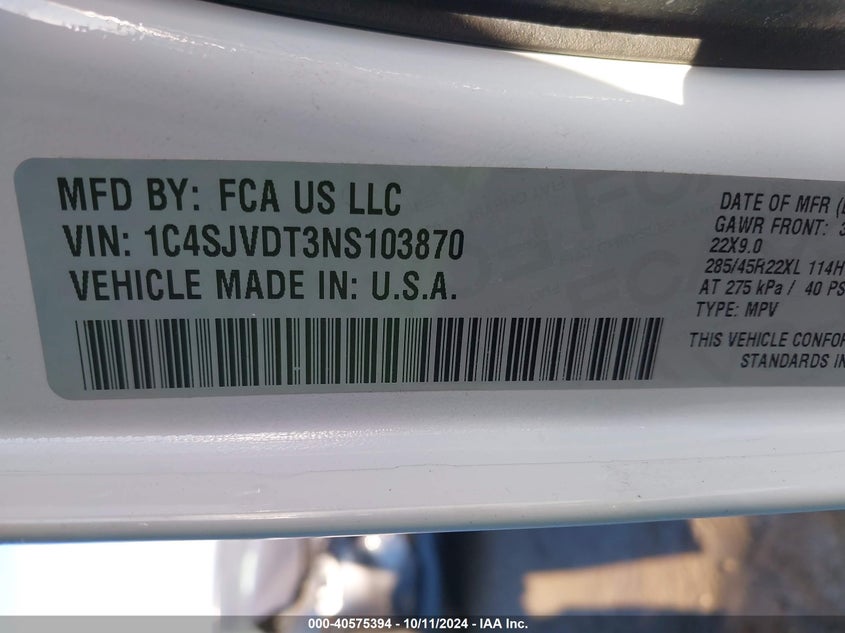 MFD BY: FCA US LLC
VIN: 1C4SJVDT3NS103870
VEHICLE MADE IN: U.S.A.
DATE OF MFR
GAWR FRONT: 3
22X9.0
285/45R22XL 114H
AT 275 kPa / 40 PS
TYPE: MPV
THIS VEHICLE CONFOR
STANDARDS IN
000-40575394 - 10/11/2024 - IAA Inc.